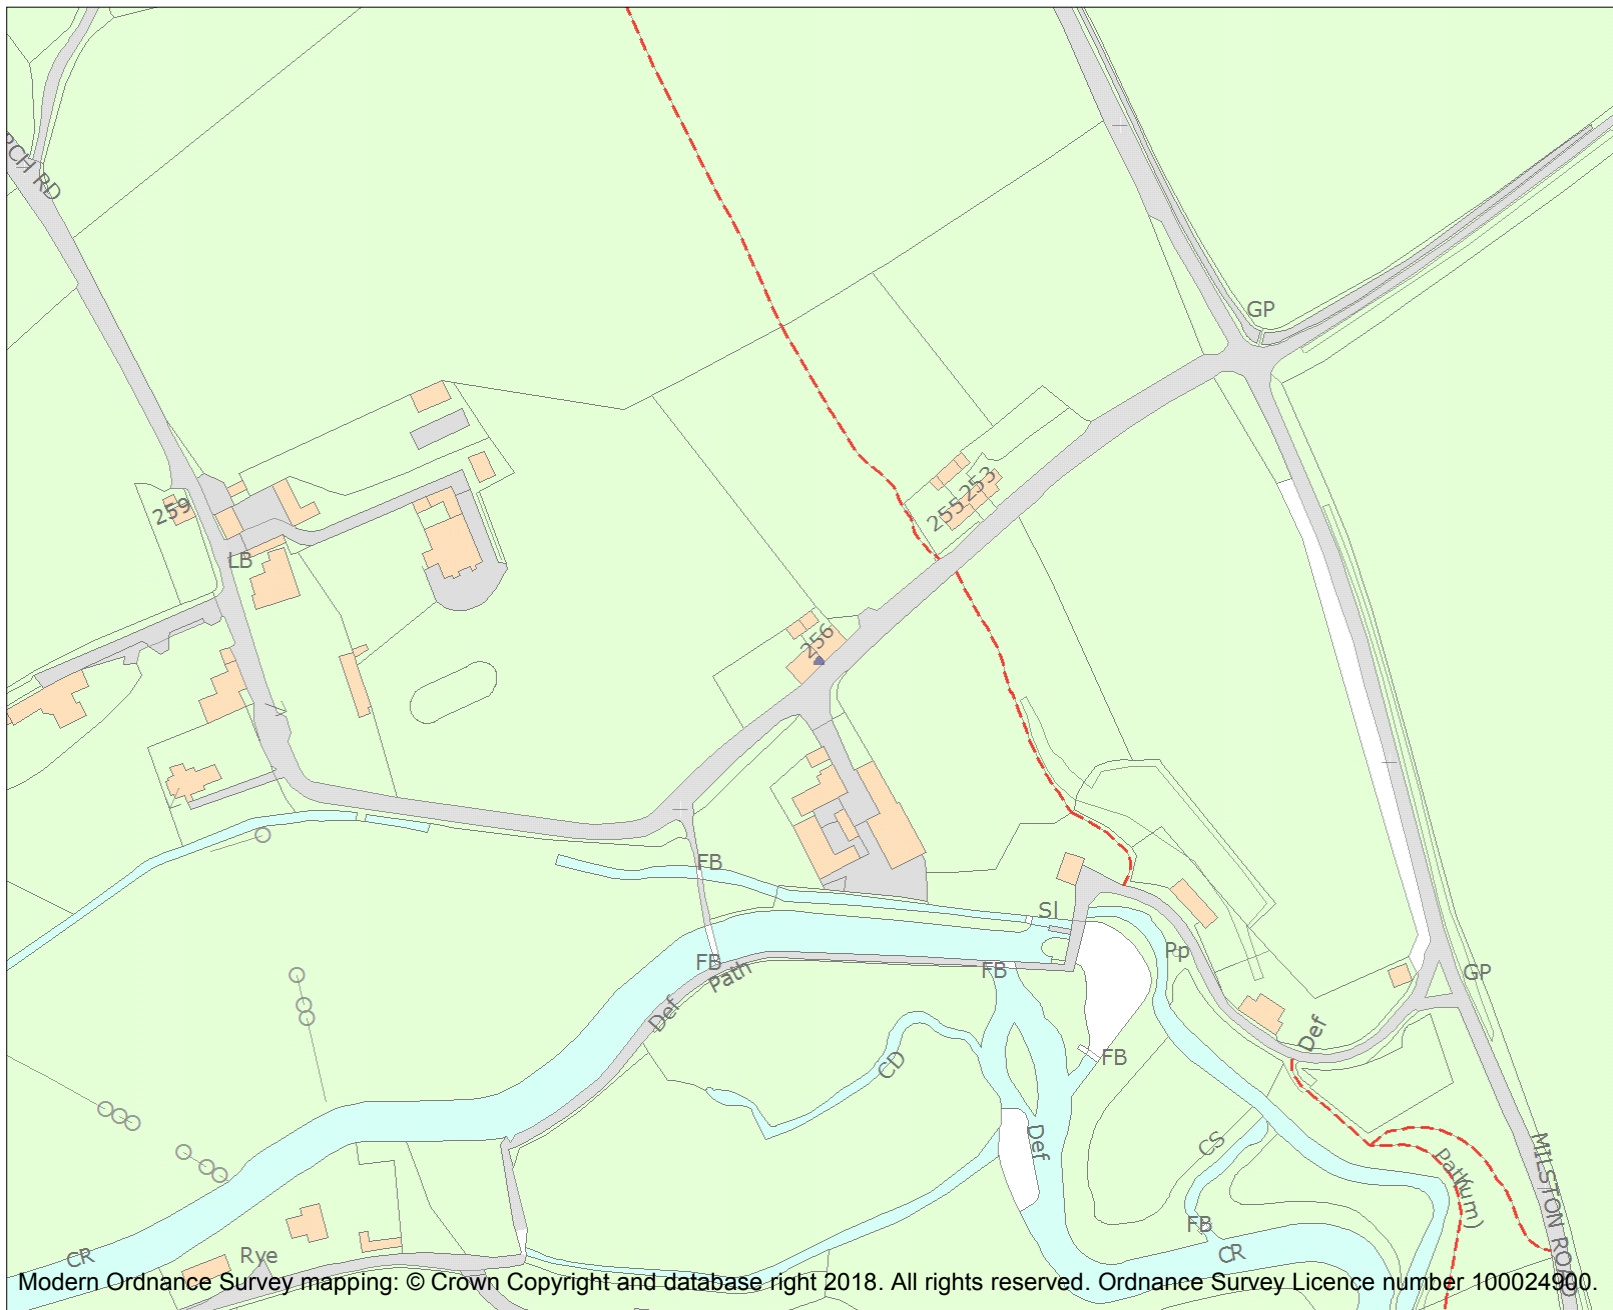 RCH RD
GP
253
255
259
LB
256
FB
Sl
FB
Def
Path
FB
Pp
GP
Def
CD
FB
Def
CS
Path
(um)
MILSTON ROAD
FB
CR
CR
Rye
Modern Ordnance Survey mapping: © Crown Copyright and database right 2018. All rights reserved. Ordnance Survey Licence number 100024900.